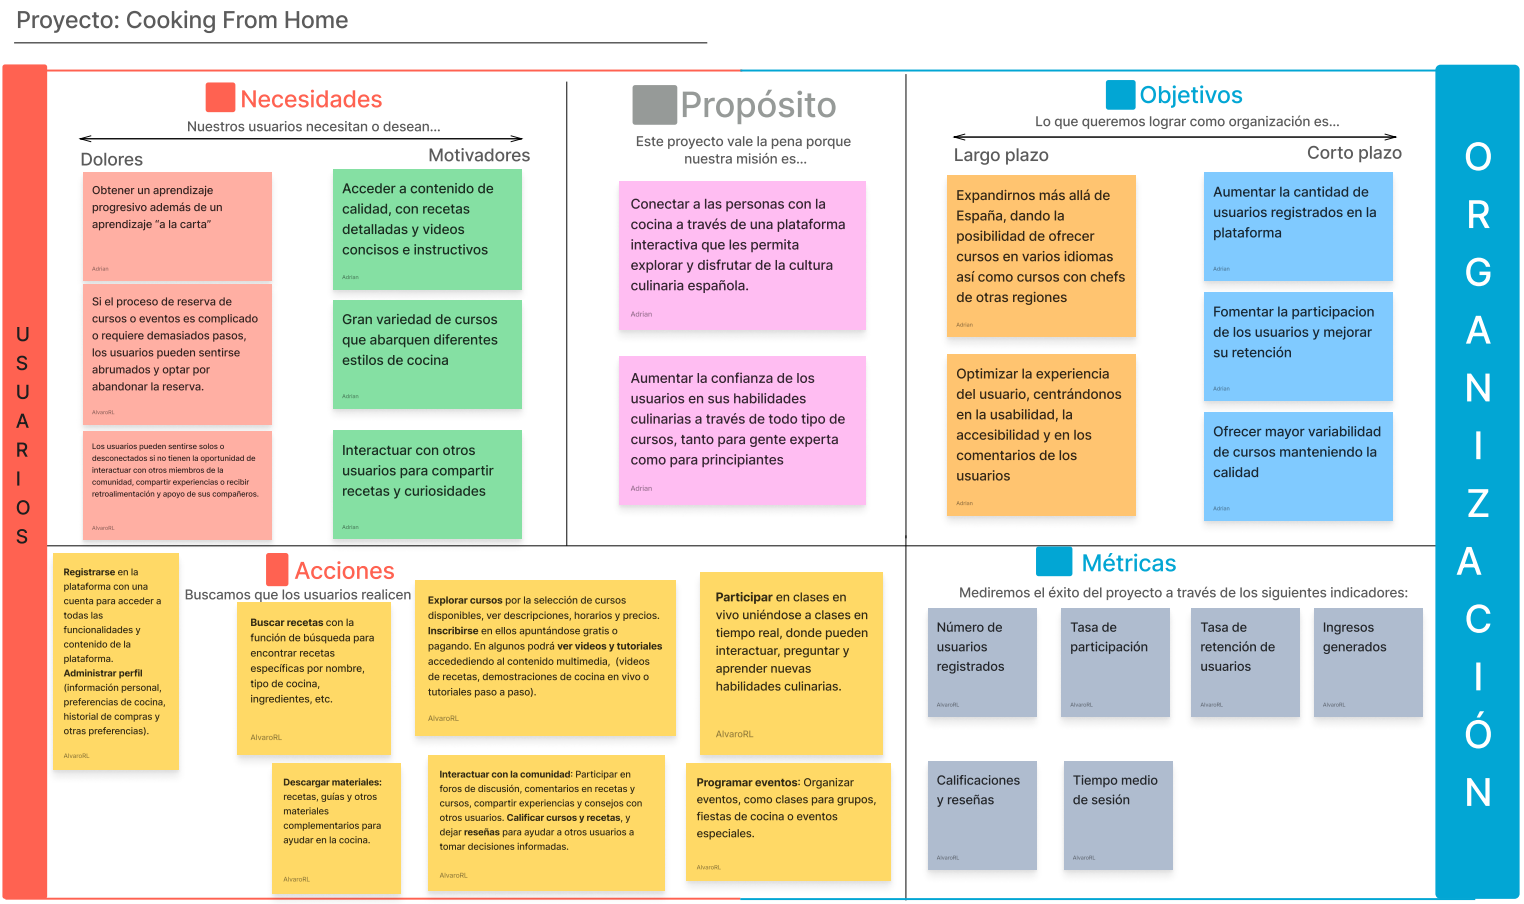 Proyecto: Cooking From Home
U
S
U
A
R
I
O
S
Necesidades
Nuestros usuarios necesitan o desean...
Dolores
Motivadores
Obtener un aprendizaje
progresivo además de un
aprendizaje "a la carta"
Adrian
Si el proceso de reserva de
cursos o eventos es complicado
o requiere demasiados pasos,
los usuarios pueden sentirse
abrumados y optar por
abandonar la reserva.
AlvaroRL
Los usuarios pueden sentirse solos o
desconectados si no tienen la oportunidad de
interactuar con otros miembros de la
comunidad, compartir experiencias o recibir
retroalimentación y apoyo de sus compañeros.
AlvaroRL
Acceder a contenido de
calidad, con recetas
detalladas y videos
concisos e instructivos
Adrian
Gran variedad de cursos
que abarquen diferentes
estilos de cocina
Adrian
Interactuar con otros
usuarios para compartir
recetas y curiosidades
Adrian
Propósito
Este proyecto vale la pena porque
nuestra misión es...
Conectar a las personas con la
cocina a través de una plataforma
interactiva que les permita
explorar y disfrutar de la cultura
culinaria española.
Adrian
Aumentar la confianza de los
usuarios en sus habilidades
culinarias a través de todo tipo de
cursos, tanto para gente experta
como para principiantes
Adrian
Objetivos
Lo que queremos lograr como organización es...
Largo plazo
Corto plazo
Expandirnos más allá de
España, dando la
posibilidad de ofrecer
cursos en varios idiomas
así como cursos con chefs
de otras regiones
Adrian
Optimizar la experiencia
del usuario, centrándonos
en la usabilidad, la
accesibilidad y en los
comentarios de los
usuarios
Adrian
Aumentar la cantidad de
usuarios registrados en la
plataforma
Adrian
Fomentar la participacion
de los usuarios y mejorar
su retención
Adrian
Ofrecer mayor variabilidad
de cursos manteniendo la
calidad
Adrian
Acciones
Buscamos que los usuarios realicen
Registrarse en la
plataforma con una
cuenta para acceder a
todas las
funcionalidades y
contenido de la
plataforma.
Administrar perfil
(información personal,
preferencias de cocina,
historial de compras y
otras preferencias).
AlvaroRL
Buscar recetas con la
función de búsqueda para
encontrar recetas
específicas por nombre,
tipo de cocina,
ingredientes, etc.
AlvaroRL
Explorar cursos por la selección de cursos
disponibles, ver descripciones, horarios y precios.
Inscribirse en ellos apuntándose gratis o
pagando. En algunos podrá ver videos y tutoriales
accedediendo al contenido multimedia, (videos
de recetas, demostraciones de cocina en vivo o
tutoriales paso a paso).
AlvaroRL
Participar en clases en
vivo uniéndose a clases en
tiempo real, donde pueden
interactuar, preguntar y
aprender nuevas
habilidades culinarias.
AlvaroRL
Descargar materiales:
recetas, guías y otros
materiales
complementarios para
ayudar en la cocina.
AlvaroRL
Interactuar con la comunidad: Participar en
foros de discusión, comentarios en recetas y
cursos, compartir experiencias y consejos con
otros usuarios. Calificar cursos y recetas, y
dejar reseñas para ayudar a otros usuarios a
tomar decisiones informadas.
AlvaroRL
Programar eventos: Organizar
eventos, como clases para grupos,
fiestas de cocina o eventos
especiales.
AlvaroRL
Métricas
Mediremos el éxito del proyecto a través de los siguientes indicadores:
Número de
usuarios
registrados
AlvaroRL
Tasa de
participación
AlvaroRL
Tasa de
retención de
usuarios
AlvaroRL
Ingresos
generados
AlvaroRL
Calificaciones
y reseñas
AlvaroRL
Tiempo medio
de sesión
AlvaroRL
O
R
G
A
N
I
Z
A
C
I
Ó
N